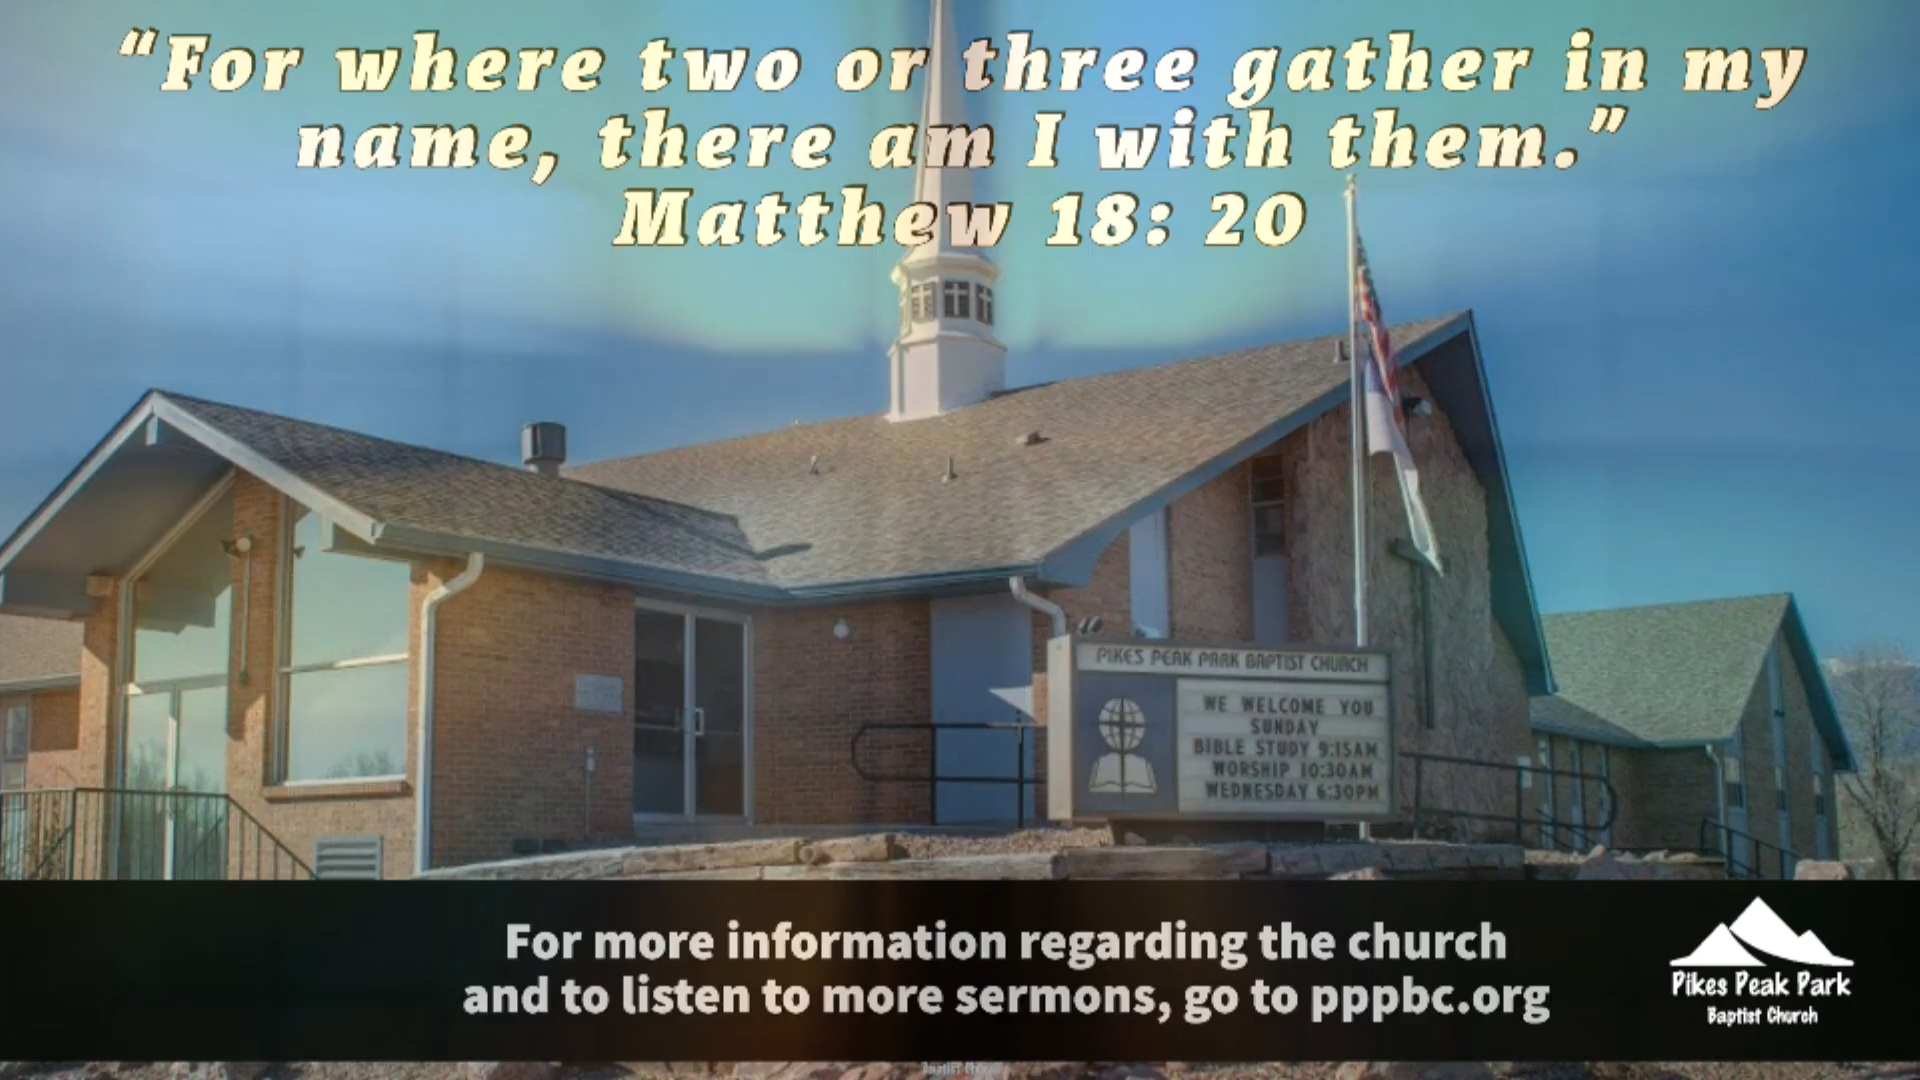 “For where two or three gather in my
name, there am I with them.”
Matthew 18: 20
PIKES PEAK PARK BAPTIST CHURCH
WE WELCOME YOU
SUNDAY
BIBLE STUDY 9:15AM
WORSHIP 10:30AM
WEDNESDAY 6:30PM
For more information regarding the church
and to listen to more sermons, go to pppbc.org
Pikes Peak Park
Baptist Church